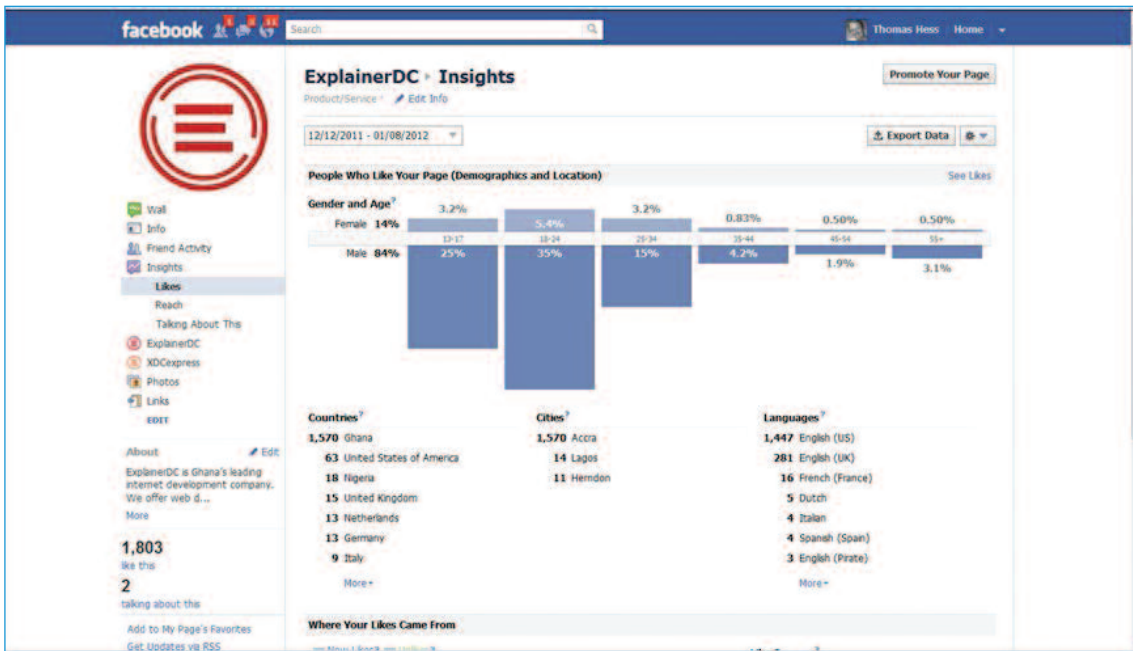 facebook
Search
Thomas Hess Home
ExplainerDC Insights
Promote Your Page
Product/Service Edit Info
12/12/2011 - 01/08/2012
Export Data
People Who Like Your Page (Demographics and Location)
See Likes
Gender and Age?
3.2% 5.4% 3.2% 0.83% 0.50% 0.50%
Female 14%
13-17 18-24 25-34 35-44 45-54 55+
Male 84%
25% 35% 15% 4.2% 1.9% 3.1%
Wall
Info
Friend Activity
Insights
Likes
Reach
Talking About This
ExplainerDC
XDCexpress
Photos
Links
EDIT
About Edit
ExplainerDC is Ghana's leading
internet development company.
We offer web d...
More
1,803
like this
2
talking about this
Add to My Page's Favorites
Get Updates via RSS
Countries?
1,570 Ghana
63 United States of America
18 Nigeria
15 United Kingdom
13 Netherlands
13 Germany
9 Italy
More
Cities?
1,570 Accra
14 Lagos
11 Herndon
Languages?
1,447 English (US)
281 English (UK)
16 French (France)
5 Dutch
4 Italian
4 Spanish (Spain)
3 English (Pirate)
More
Where Your Likes Came From